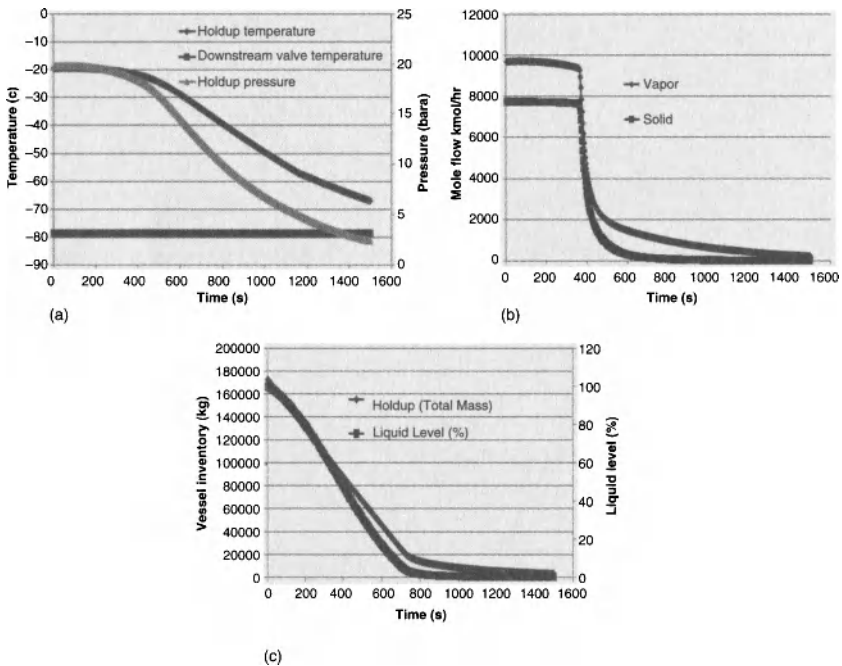 −0
−10
−20
−30
−40
−50
−60
−70
−80
−90
Temperature (c)
Holdup temperature
Downstream valve temperature
Holdup pressure
25
20
15
10
5
0
Pressure (bara)
0 200 400 600 800 1000 1200 1400 1600
Time (s)
(a)
12000
10000
8000
6000
4000
2000
0
Mole flow kmol/hr
Vapor
Solid
0 200 400 600 800 1000 1200 1400 1600
Time (s)
(b)
200000
180000
160000
140000
120000
100000
80000
60000
40000
20000
0
Vessel inventory (kg)
Holdup (Total Mass)
Liquid Level (%)
120
100
80
60
40
20
0
Liquid level (%)
0 200 400 600 800 1000 1200 1400 1600
Time (s)
(c)